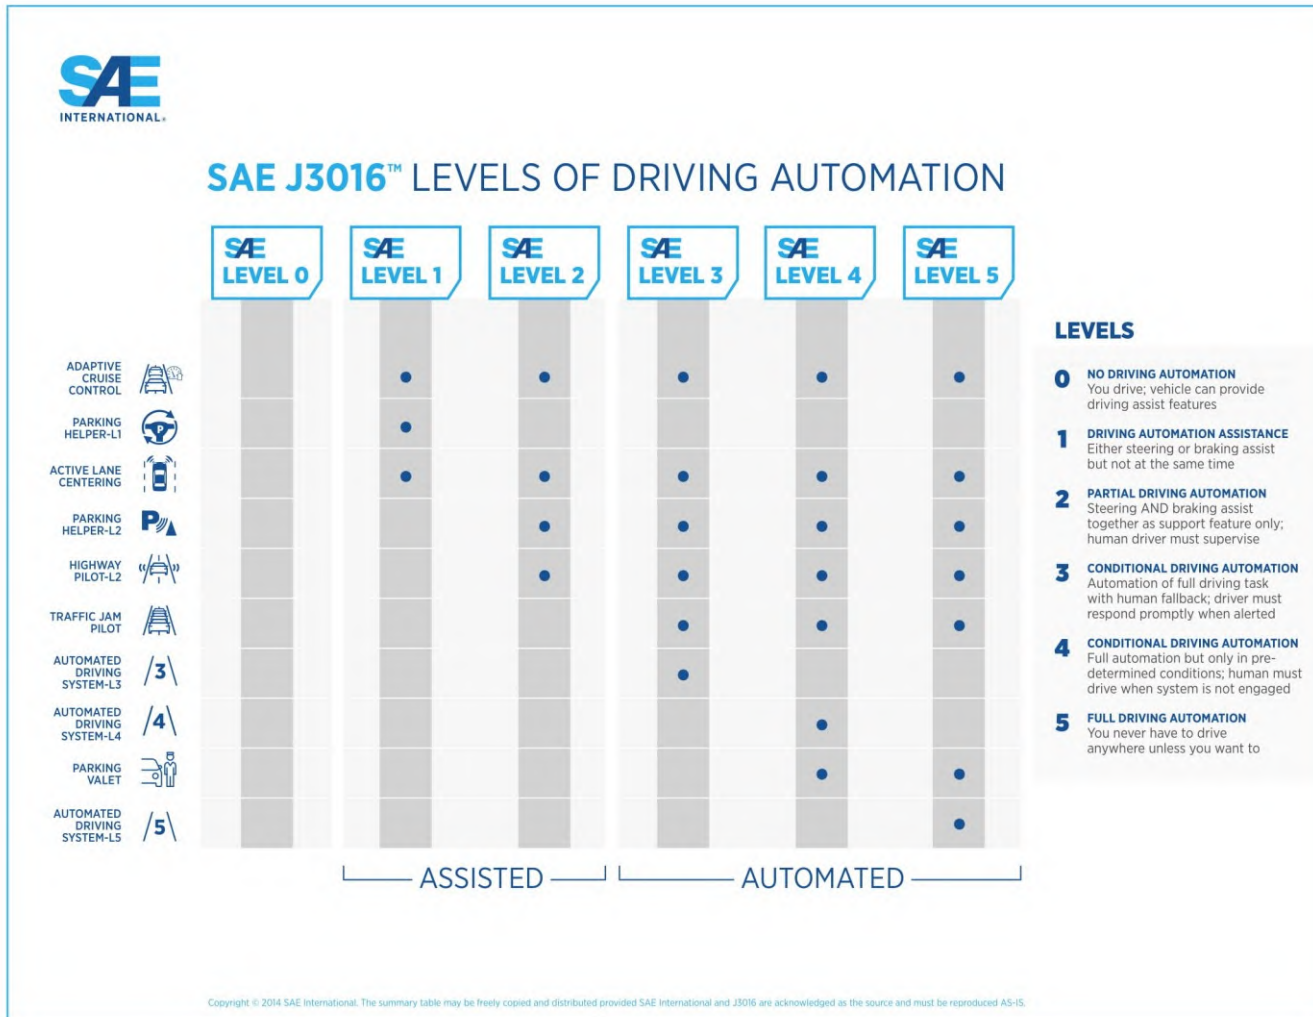 SAE
INTERNATIONAL®
SAE J3016™ LEVELS OF DRIVING AUTOMATION
SAE
LEVEL 0
SAE
LEVEL 1
SAE
LEVEL 2
SAE
LEVEL 3
SAE
LEVEL 4
SAE
LEVEL 5
ADAPTIVE
CRUISE
CONTROL
PARKING
HELPER-L1
P
ACTIVE LANE
CENTERING
PARKING
HELPER-L2
P
HIGHWAY
PILOT-L2
TRAFFIC JAM
PILOT
AUTOMATED
DRIVING
SYSTEM-L3
3
AUTOMATED
DRIVING
SYSTEM-L4
4
PARKING
VALET
AUTOMATED
DRIVING
SYSTEM-L5
5
ASSISTED
AUTOMATED
LEVELS
0 NO DRIVING AUTOMATION
You drive; vehicle can provide
driving assist features
1 DRIVING AUTOMATION ASSISTANCE
Either steering or braking assist
but not at the same time
2 PARTIAL DRIVING AUTOMATION
Steering AND braking assist
together as support feature only;
human driver must supervise
3 CONDITIONAL DRIVING AUTOMATION
Automation of full driving task
with human fallback; driver must
respond promptly when alerted
4 CONDITIONAL DRIVING AUTOMATION
Full automation but only in pre-
determined conditions; human must
drive when system is not engaged
5 FULL DRIVING AUTOMATION
You never have to drive
anywhere unless you want to
Copyright © 2014 SAE International. The summary table may be freely copied and distributed provided SAE International and J3016 are acknowledged as the source and must be reproduced AS-IS.